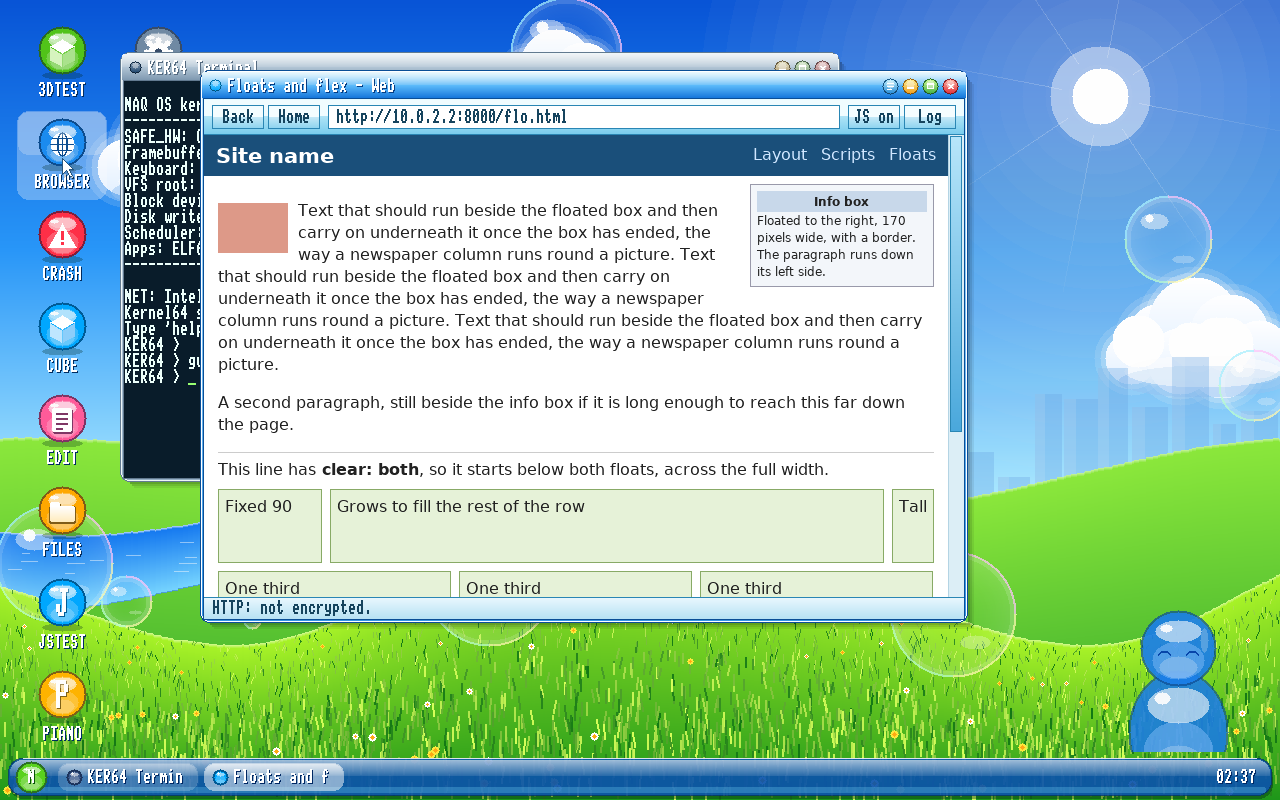 3DTEST
BROWSER
CRASH
CUBE
EDIT
FILES
JSTEST
PIANO
KER64 Terminal
NAQ OS
SAFE_HW:
Keyboard:
VFS root:
Block
Disk
Scheduler:
Apps:
NET:
Kernel64
Type 'help
KER64 >
KER64 >
KER64 > _
Floats and flex - Web
Back Home http://10.0.2.2:8000/flo.html JS on Log
Site name Layout Scripts Floats
Info box
Floated to the right, 170
pixels wide, with a border.
The paragraph runs down
its left side.
Text that should run beside the floated box and then
carry on underneath it once the box has ended, the
way a newspaper column runs round a picture. Text
that should run beside the floated box and then carry on
underneath it once the box has ended, the way a newspaper
column runs round a picture. Text that should run beside the floated box and then carry
on underneath it once the box has ended, the way a newspaper column runs round a
picture.
A second paragraph, still beside the info box if it is long enough to reach this far down
the page.
This line has clear: both, so it starts below both floats, across the full width.
Fixed 90 Grows to fill the rest of the row Tall
One third One third One third
HTTP: not encrypted.
N KER64 Termin Floats and f 02:37